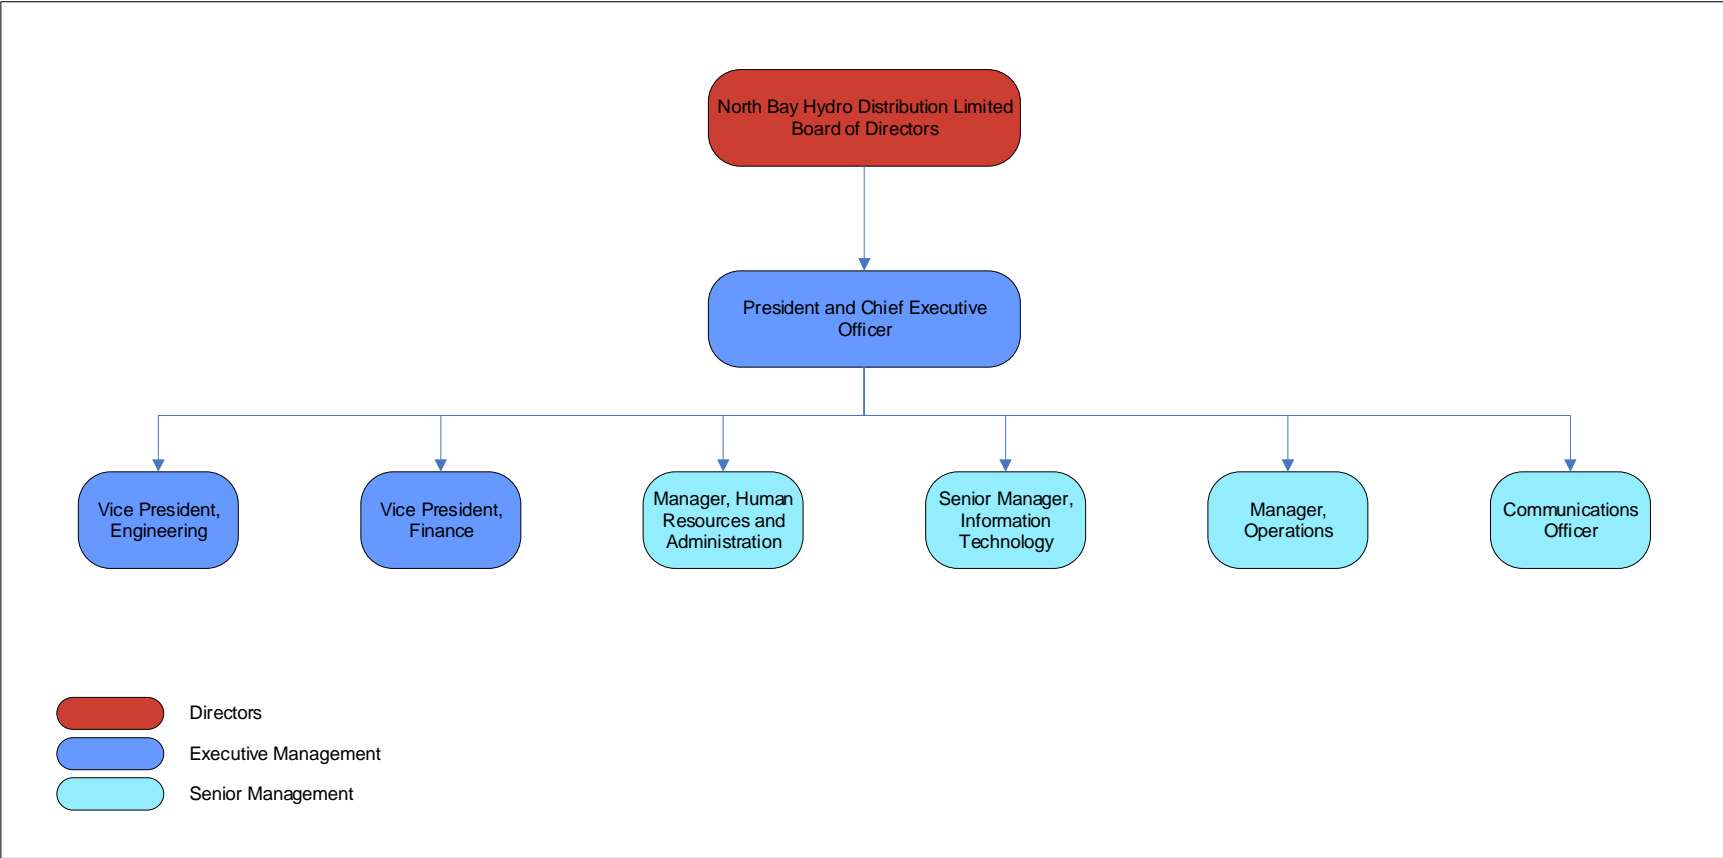 North Bay Hydro Distribution Limited
Board of Directors
President and Chief Executive
Officer
Vice President,
Engineering
Vice President,
Finance
Manager, Human
Resources and
Administration
Senior Manager,
Information
Technology
Manager,
Operations
Communications
Officer
Directors
Executive Management
Senior Management